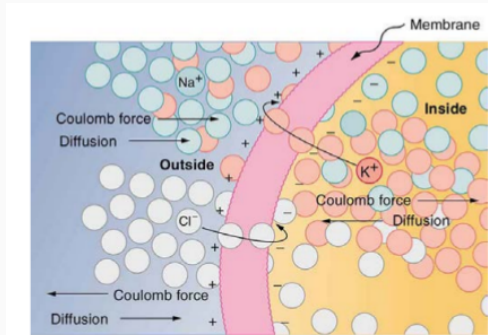 Membrane
Na⁺
Inside
Coulomb force
Diffusion
Outside
K⁺
Coulomb force
Diffusion
Cl⁻
Coulomb force
Diffusion